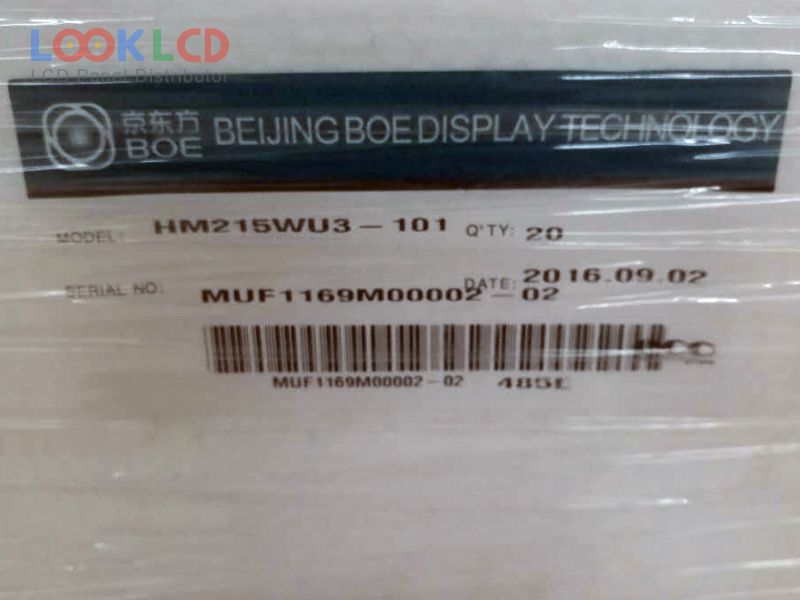 LOOKLCD
LCD Panel Distributor
京东方
BOE
BEIJING BOE DISPLAY TECHNOLOGY
MODEL: HM215WU3-101 Q'TY: 20
DATE: 2016.09.02
SERIAL NO: MUF1169M00002-02
MUF1169M00002-02 485E